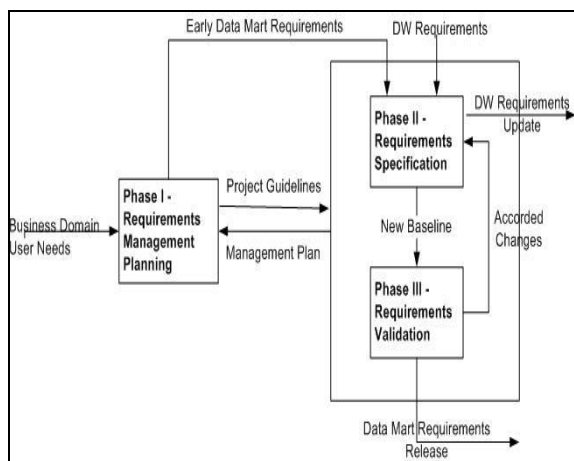 Early Data Mart Requirements
DW Requirements
DW Requirements
Update
Phase II -
Requirements
Specification
Phase I -
Requirements
Management
Planning
Project Guidelines
Business Domain
User Needs
Management Plan
New Baseline
Accorded
Changes
Phase III -
Requirements
Validation
Data Mart Requirements
Release